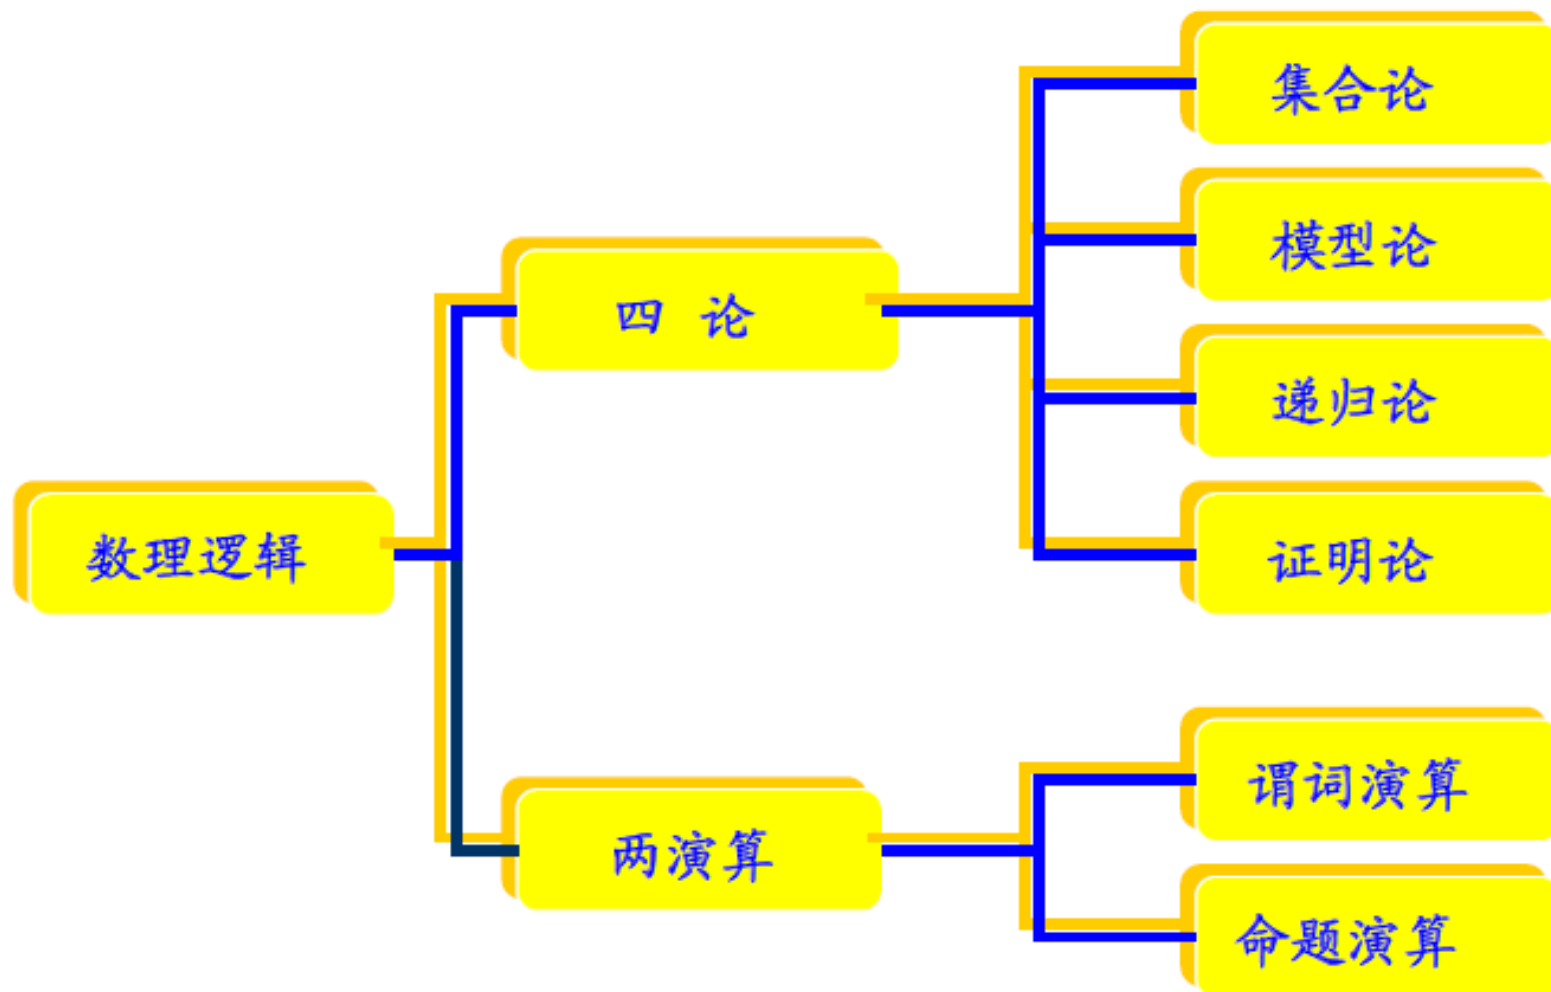 集合论
模型论
四 论
递归论
数理逻辑
证明论
谓词演算
两演算
命题演算